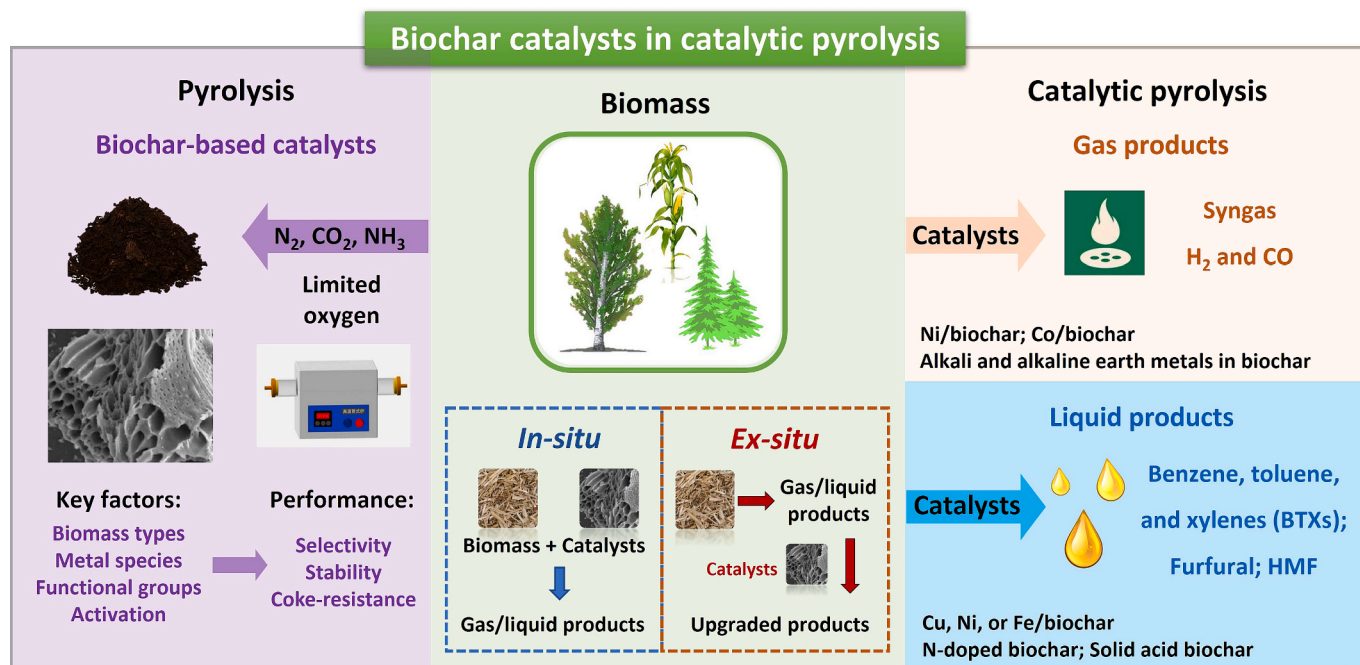 Biochar catalysts in catalytic pyrolysis
Pyrolysis
Biochar-based catalysts
N₂, CO₂, NH₃
Limited
oxygen
Key factors:
Biomass types
Metal species
Functional groups
Activation
Performance:
Selectivity
Stability
Coke-resistance
Biomass
In-situ
Biomass + Catalysts
Gas/liquid products
Ex-situ
Gas/liquid
products
Catalysts
Upgraded products
Catalytic pyrolysis
Gas products
Catalysts
Syngas
H₂ and CO
Ni/biochar; Co/biochar
Alkali and alkaline earth metals in biochar
Liquid products
Catalysts
Benzene, toluene,
and xylenes (BTXs);
Furfural; HMF
Cu, Ni, or Fe/biochar
N-doped biochar; Solid acid biochar